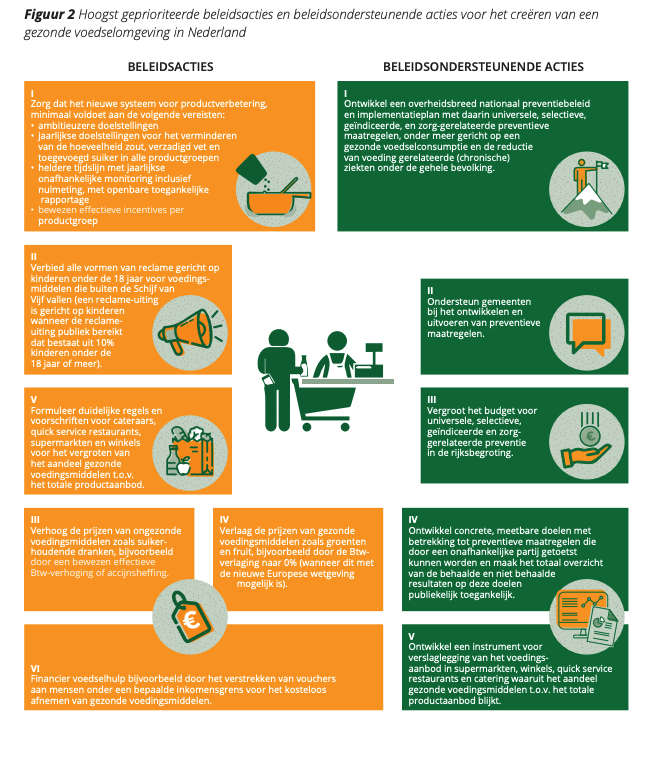 Figuur 2 Hoogst geprioriteerde beleidsacties en beleidsondersteunende acties voor het creëren van een
gezonde voedselomgeving in Nederland
BELEIDSACTIES
I
Zorg dat het nieuwe systeem voor productverbetering,
minimaal voldoet aan de volgende vereisten:
• ambitieuzere doelstellingen
• jaarlijkse doelstellingen voor het verminderen
van de hoeveelheid zout, verzadigd vet en
toegevoegd suiker in alle productgroepen
• heldere tijdslijn met jaarlijkse
onafhankelijke monitoring inclusief
nulmeting, met openbare toegankelijke
rapportage
• bewezen effectieve incentives per
productgroep
II
Verbied alle vormen van reclame gericht op
kinderen onder de 18 jaar voor voedings-
middelen die buiten de Schijf van
Vijf vallen (een reclame-uiting
is gericht op kinderen
wanneer de reclame-
uiting publiek bereikt
dat bestaat uit 10%
kinderen onder de
18 jaar of meer).
V
Formuleer duidelijke regels en
voorschriften voor cateraars,
quick service restaurants,
supermarkten en winkels
voor het vergroten van
het aandeel gezonde
voedingsmiddelen t.o.v.
het totale productaanbod.
III
Verhoog de prijzen van ongezonde
voedingsmiddelen zoals suiker-
houdende dranken, bijvoorbeeld
door een bewezen effectieve
Btw-verhoging of accijnsheffing.
IV
Verlaag de prijzen van gezonde
voedingsmiddelen zoals groenten
en fruit, bijvoorbeeld door de Btw-
verlaging naar 0% (wanneer dit met
de nieuwe Europese wetgeving
mogelijk is).
€
VI
Financier voedselhulp bijvoorbeeld door het verstrekken van vouchers
aan mensen onder een bepaalde inkomensgrens voor het kosteloos
afnemen van gezonde voedingsmiddelen.
BELEIDSONDERSTEUNENDE ACTIES
I
Ontwikkel een overheidsbreed nationaal preventiebeleid
en implementatieplan met daarin universele, selectieve,
geïndiceerde, en zorg-gerelateerde preventieve
maatregelen, onder meer gericht op een
gezonde voedselconsumptie en de reductie
van voeding gerelateerde (chronische)
ziekten onder de gehele bevolking.
II
Ondersteun gemeenten
bij het ontwikkelen en
uitvoeren van preventieve
maatregelen.
III
Vergroot het budget voor
universele, selectieve,
geïndiceerde en zorg-
gerelateerde preventie
in de rijksbegroting.
€
IV
Ontwikkel concrete, meetbare doelen met
betrekking tot preventieve maatregelen die
door een onafhankelijke partij getoetst
kunnen worden en maak het totaal overzicht
van de behaalde en niet behaalde
resultaten op deze doelen
publiekelijk toegankelijk.
V
Ontwikkel een instrument voor
verslaglegging van het voedings-
aanbod in supermarkten, winkels, quick service
restaurants en catering waaruit het aandeel
gezonde voedingsmiddelen t.o.v. het totale
productaanbod blijkt.